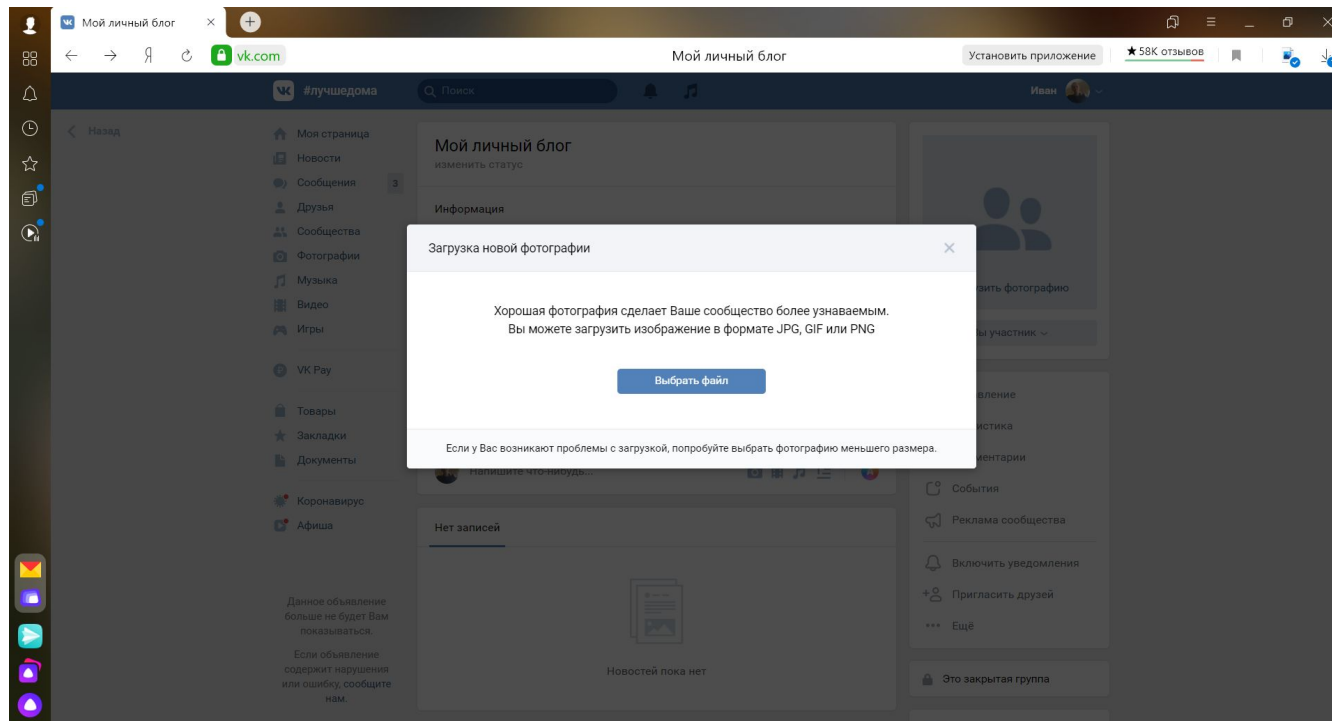 Мой личный блог
vk.com
Мой личный блог
Установить приложение
★ 58K отзывов
#лучшедома
Поиск
Иван
Назад
Моя страница
Новости
Сообщения 3
Друзья
Сообщества
Фотографии
Музыка
Видео
Игры
VK Pay
Товары
Закладки
Документы
Коронавирус
Афиша
Данное объявление
больше не будет Вам
показываться.
Если объявление
содержит нарушения
или ошибку, сообщите
нам.
Мой личный блог
изменить статус
Информация
Загрузка новой фотографии
Хорошая фотография сделает Ваше сообщество более узнаваемым.
Вы можете загрузить изображение в формате JPG, GIF или PNG
Выбрать файл
Если у Вас возникают проблемы с загрузкой, попробуйте выбрать фотографию меньшего размера.
Напишите что-нибудь...
Нет записей
Новостей пока нет
фотографию
участник
События
Реклама сообщества
Включить уведомления
Пригласить друзей
Ещё
Это закрытая группа